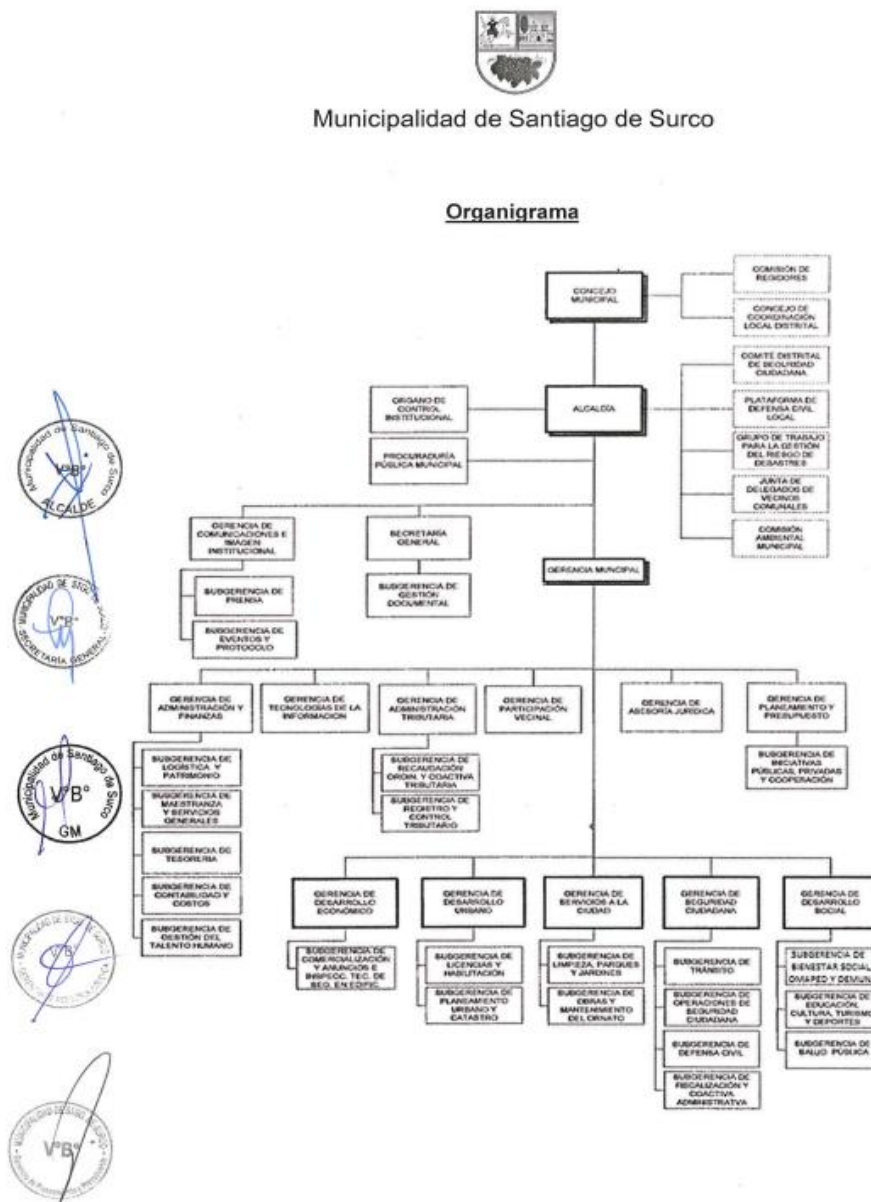 Municipalidad de Santiago de Surco
Organigrama
CONCEJO
MUNICIPAL
COMISIÓN DE
REGIDORES
CONCEJO DE
COORDINACIÓN
LOCAL DISTRITAL
ALCALDÍA
COMITÉ DISTRITAL
DE SEGURIDAD
CIUDADANA
PLATAFORMA DE
DEFENSA CIVIL
LOCAL
GRUPO DE TRABAJO
PARA LA GESTIÓN
DEL RIESGO DE
DESASTRES
JUNTA DE
DELEGADOS DE
VECINOS
COMUNALES
COMISIÓN
AMBIENTAL
MUNICIPAL
ORGANO DE
CONTROL
INSTITUCIONAL
PROCURADURÍA
PÚBLICA MUNICIPAL
GERENCIA DE
COMUNICACIONES E
IMAGEN
INSTITUCIONAL
SUBGERENCIA DE
PRENSA
SUBGERENCIA DE
EVENTOS Y
PROTOCOLO
SECRETARÍA
GENERAL
SUBGERENCIA DE
GESTIÓN
DOCUMENTAL
GERENCIA MUNICIPAL
GERENCIA DE
ADMINISTRACIÓN Y
FINANZAS
SUBGERENCIA DE
LOGÍSTICA Y
PATRIMONIO
SUBGERENCIA DE
MAESTRANZA
Y SERVICIOS
GENERALES
SUBGERENCIA DE
TESORERIA
SUBGERENCIA DE
CONTABILIDAD Y
COSTOS
SUBGERENCIA DE
GESTIÓN DEL
TALENTO HUMANO
GERENCIA DE
TECNOLOGÍAS DE LA
INFORMACION
GERENCIA DE
ADMINISTRACIÓN
TRIBUTARIA
SUBGERENCIA DE
RECAUDACIÓN
ORDIN. Y COACTIVA
TRIBUTARIA
SUBGERENCIA DE
REGISTRO Y
CONTROL
TRIBUTARIO
GERENCIA DE
PARTICIPACIÓN
VECINAL
GERENCIA DE
ASESORÍA JURÍDICA
GERENCIA DE
PLANEAMIENTO Y
PRESUPUESTO
SUBGERENCIA DE
INICIATIVAS
PÚBLICAS, PRIVADAS
Y COOPERACIÓN
GERENCIA DE
DESARROLLO
ECONÓMICO
SUBGERENCIA DE
COMERCIALIZACIÓN
Y ANUNCIOS E
INSPECC. TEC. DE
SEG. EN EDIFIC.
GERENCIA DE
DESARROLLO
URBANO
SUBGERENCIA DE
LICENCIAS Y
HABILITACIÓN
SUBGERENCIA DE
PLANEAMIENTO
URBANO Y
CATASTRO
GERENCIA DE
SERVICIOS A LA
CIUDAD
SUBGERENCIA DE
LIMPIEZA, PARQUES
Y JARDINES
SUBGERENCIA DE
OBRAS Y
MANTENIMIENTO
DEL ORNATO
GERENCIA DE
SEGURIDAD
CIUDADANA
SUBGERENCIA DE
TRÁNSITO
SUBGERENCIA DE
OPERACIONES DE
SEGURIDAD
CIUDADANA
SUBGERENCIA DE
DEFENSA CIVIL
SUBGERENCIA DE
FISCALIZACIÓN Y
COACTIVA
ADMINISTRATIVA
GERENCIA DE
DESARROLLO
SOCIAL
SUBGERENCIA DE
BIENESTAR SOCIAL,
OMAPED Y DEMUNA
SUBGERENCIA DE
EDUCACIÓN,
CULTURA, TURISMO
Y DEPORTES
SUBGERENCIA DE
SALUD PÚBLICA
Municipalidad de Santiago de Surco
V°B°
ALCALDE
V°B°
SECRETARÍA GENERAL
Municipalidad de Santiago de Surco
V°B°
GM
V°B°
V°B°